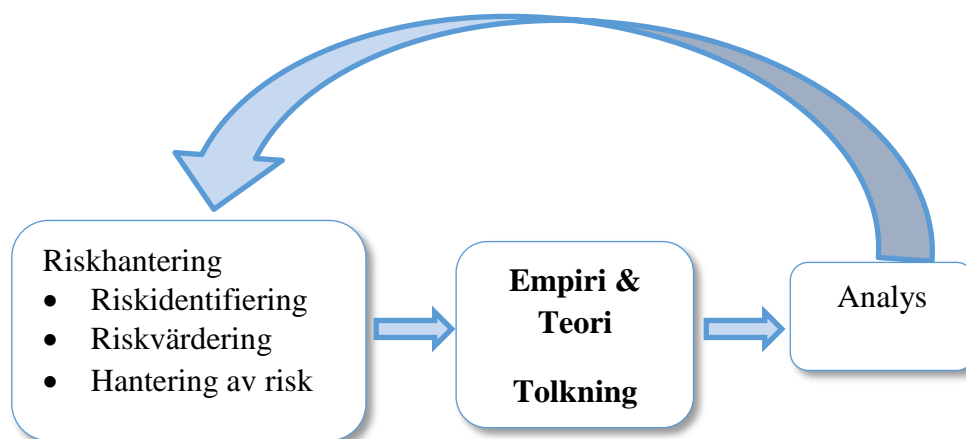 Riskhantering
• Riskidentifiering
• Riskvärdering
• Hantering av risk
Empiri &
Teori
Tolkning
Analys